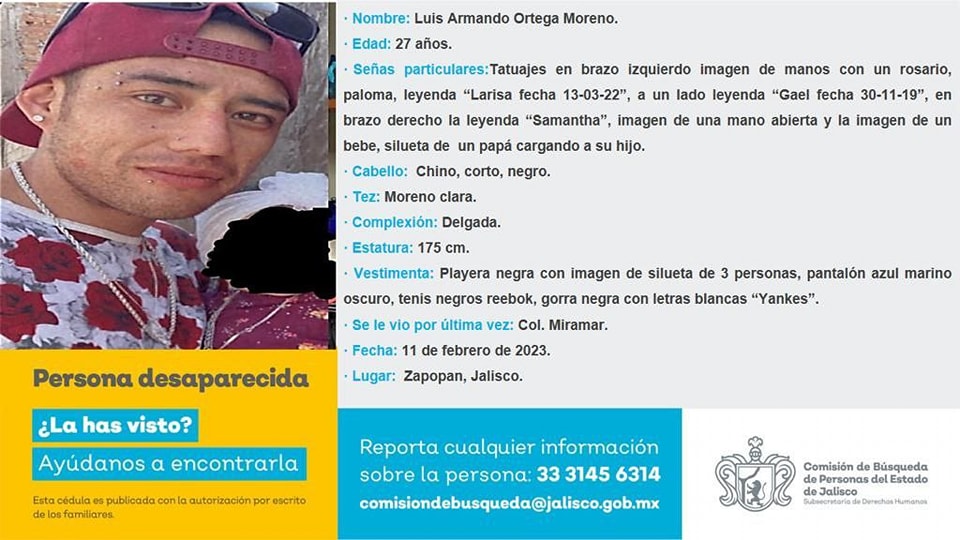 · Nombre: Luis Armando Ortega Moreno.
· Edad: 27 años.
· Señas particulares:Tatuajes en brazo izquierdo imagen de manos con un rosario,
paloma, leyenda “Larisa fecha 13-03-22”, a un lado leyenda “Gael fecha 30-11-19”, en
brazo derecho la leyenda “Samantha”, imagen de una mano abierta y la imagen de un
bebe, silueta de un papá cargando a su hijo.
· Cabello: Chino, corto, negro.
· Tez: Moreno clara.
· Complexión: Delgada.
· Estatura: 175 cm.
· Vestimenta: Playera negra con imagen de silueta de 3 personas, pantalón azul marino
oscuro, tenis negros reebok, gorra negra con letras blancas “Yankes”.
· Se le vio por última vez: Col. Miramar.
· Fecha: 11 de febrero de 2023.
· Lugar: Zapopan, Jalisco.
Persona desaparecida
¿La has visto?
Ayúdanos a encontrarla
Esta cédula es publicada con la autorización por escrito
de los familiares.
Reporta cualquier información
sobre la persona: 33 3145 6314
comisiondebusqueda@jalisco.gob.mx
Comisión de Búsqueda
de Personas del Estado
de Jalisco
Subsecretaría de Derechos Humanos